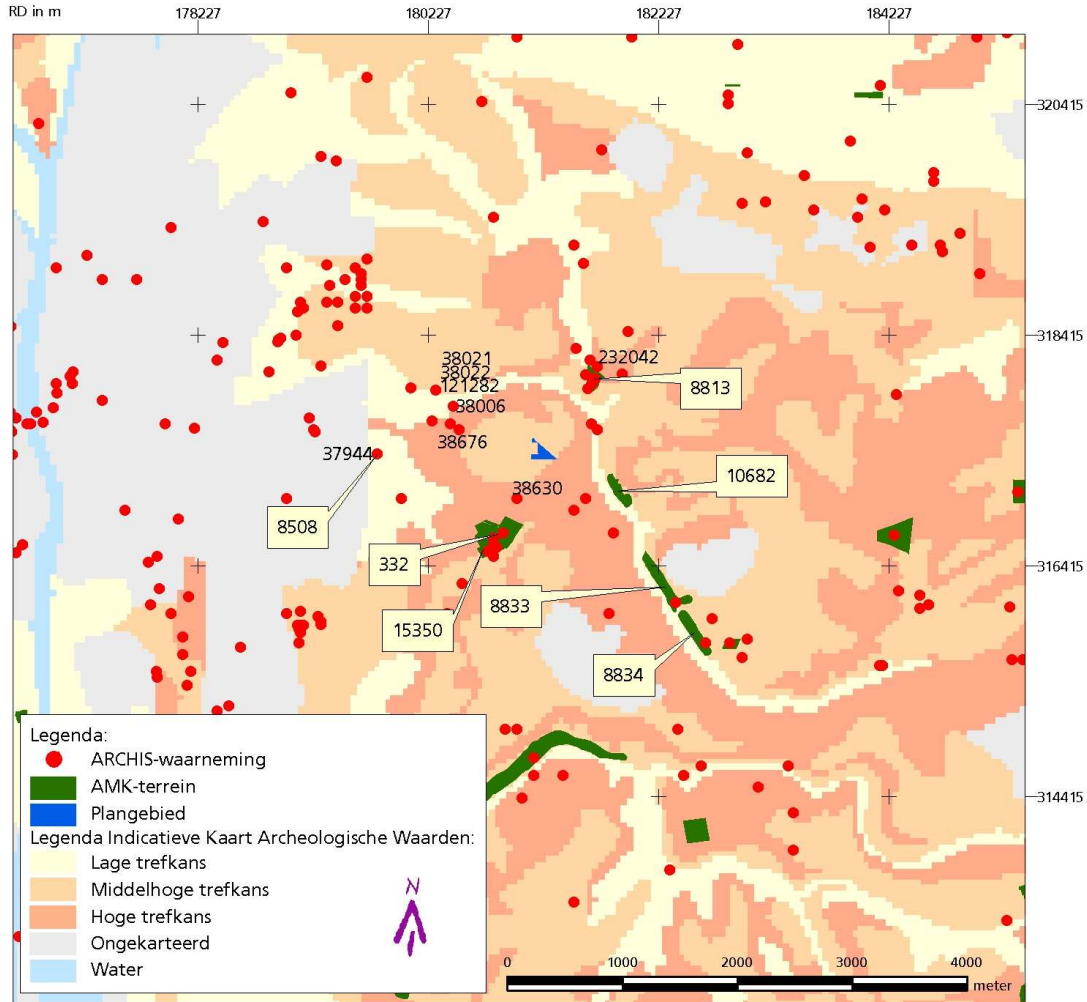 RD in m
178227 180227 182227 184227
320415
318415
38021
232042
38022
121282
8813
38006
38676
37944
10682
38630
8508
332
316415
8833
15350
8834
Legenda:
ARCHIS-waarneming
AMK-terrein
Plangebied
314415
Legenda Indicatieve Kaart Archeologische Waarden:
Lage trefkans
Middelhoge trefkans
Hoge trefkans
Ongekarteerd
Water
N
0 1000 2000 3000 4000
meter